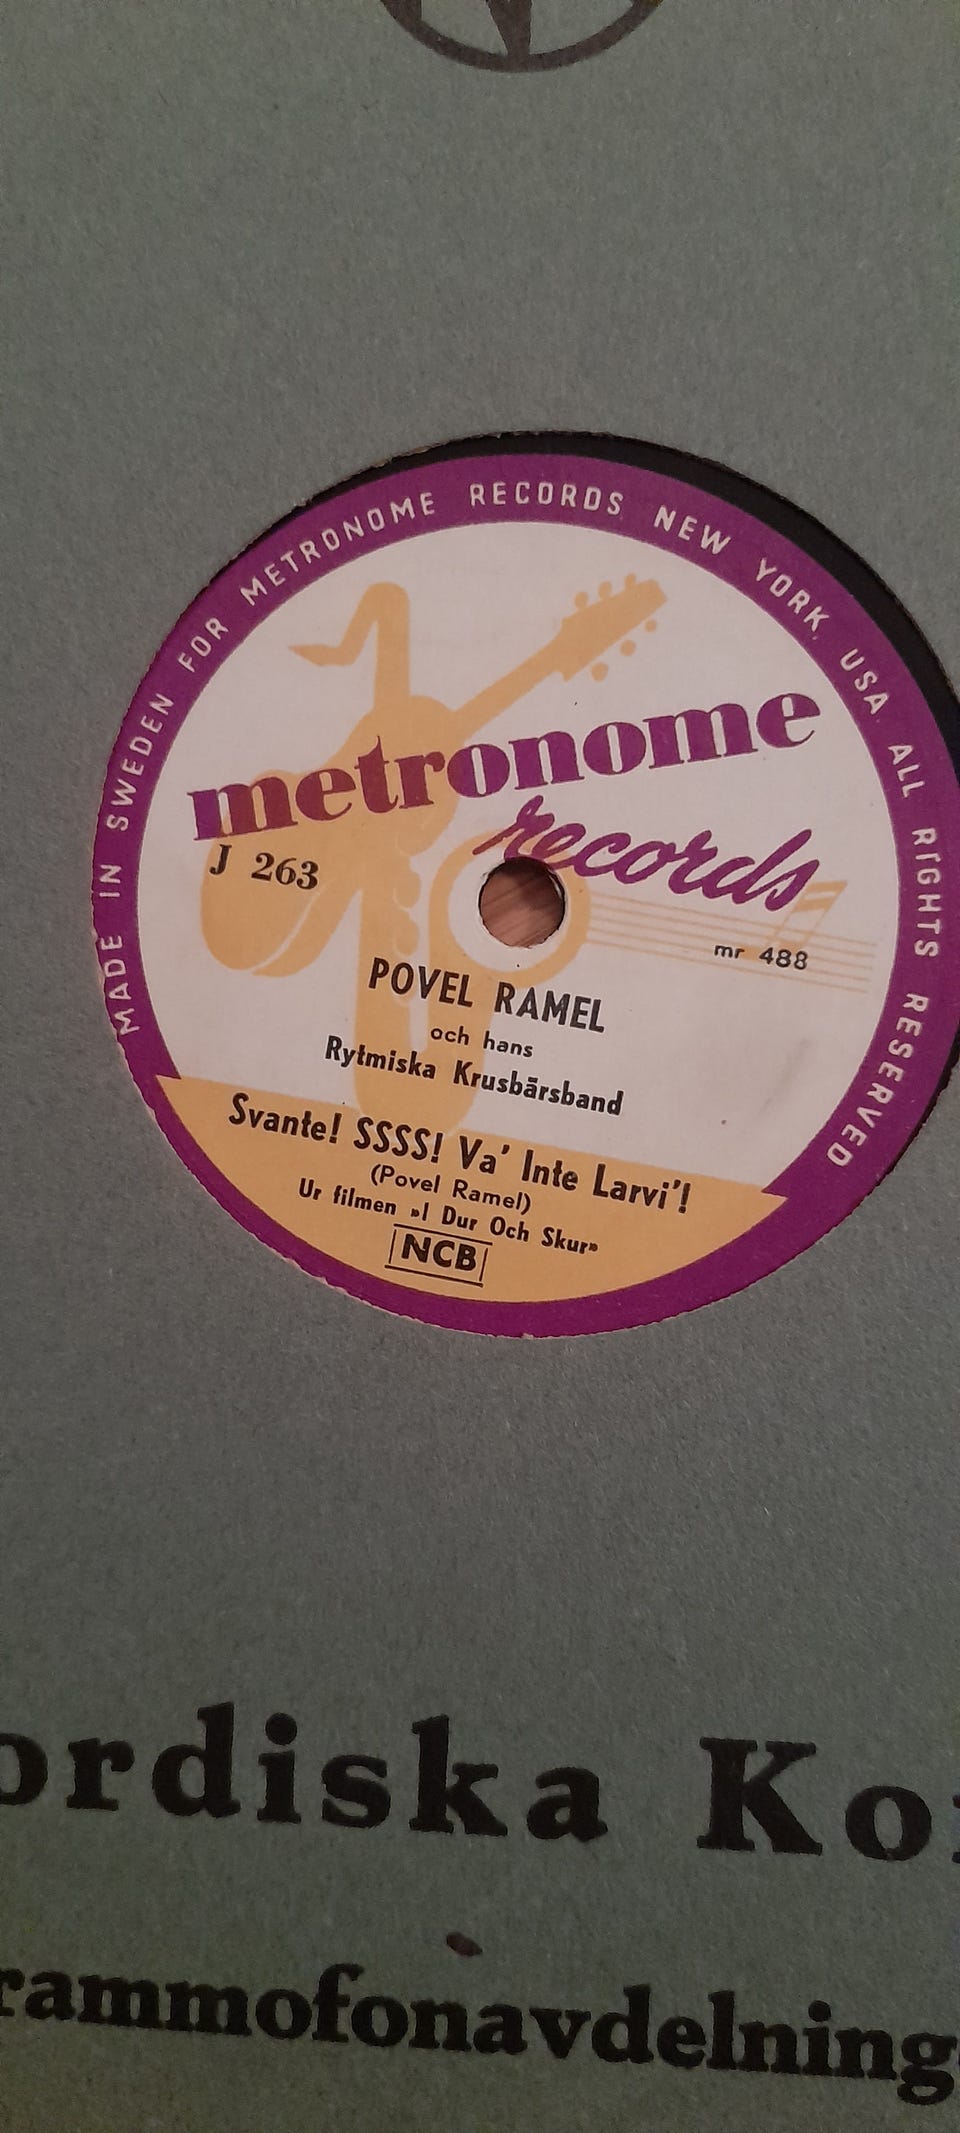 MADE IN SWEDEN FOR METRONOME RECORDS NEW YORK, USA. ALL RIGHTS RESERVED
metronome
records
J 263
mr 488
POVEL RAMEL
och hans
Rytmiska Krusbärsband
Svante! SSSS! Va' Inte Larvi'!
(Povel Ramel)
Ur filmen »I Dur Och Skur»
NCB
ordiska Ko
rammofonavdelning